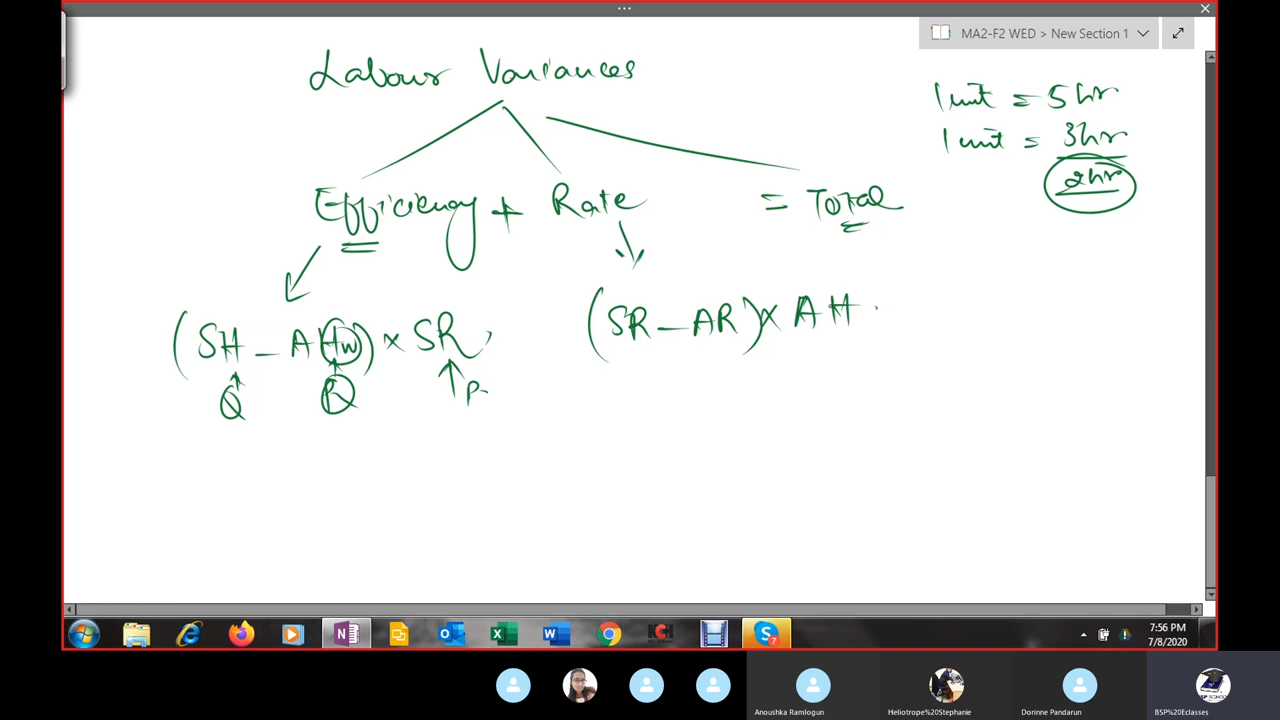 MA2-F2 WED > New Section 1
Labour Variances
1 unit = 5 hr
1 unit = 3 hr
2 hr
Efficiency + Rate = Total
(SH - AHw) × SR
(SR - AR) × AH
Q
P
7:56 PM
7/8/2020
Anoushka Ramlogun
Heliotrope%20Stephanie
Dorinne Pandarun
BSP%20Eclasses